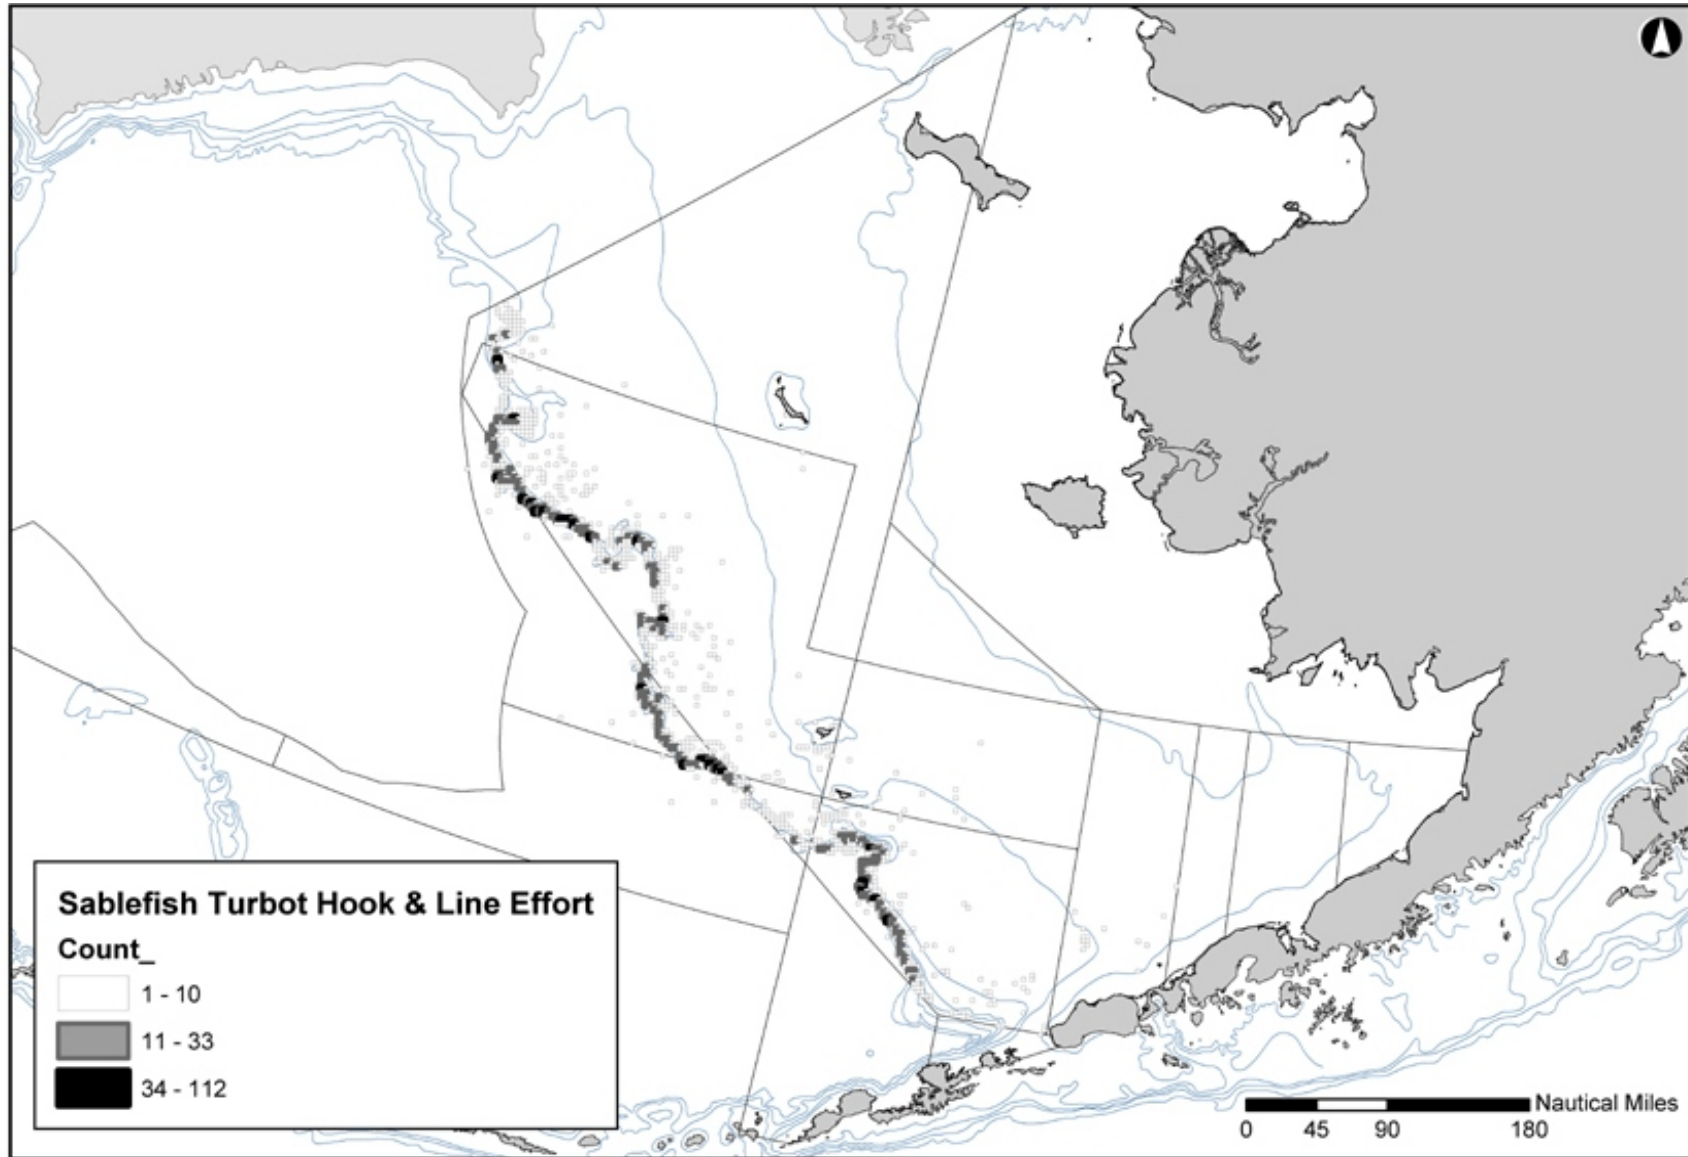 Sablefish Turbot Hook & Line Effort
Count_
1 - 10
11 - 33
34 - 112
Nautical Miles
0 45 90 180